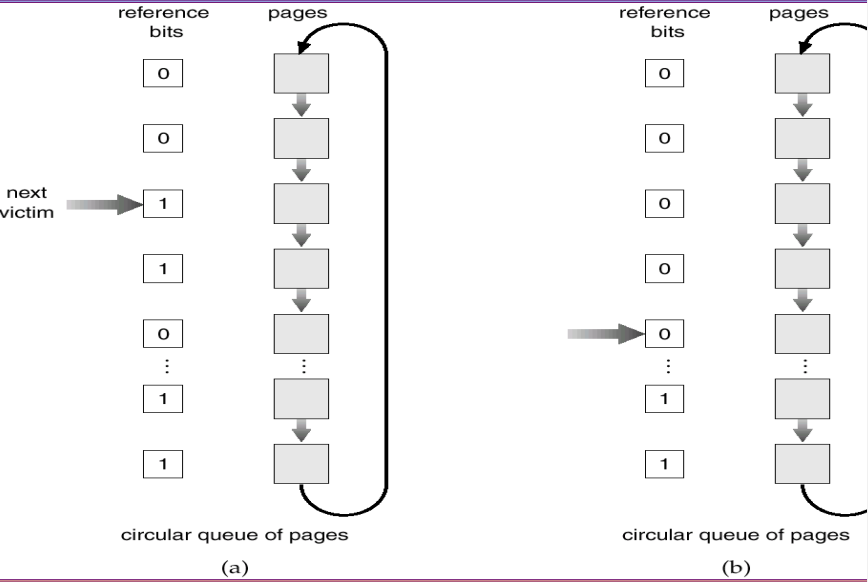 reference pages
bits
0
0
next
victim
1
1
0
⋮ ⋮
1
1
circular queue of pages
(a)
reference pages
bits
0
0
0
0
0
⋮ ⋮
1
1
circular queue of pages
(b)